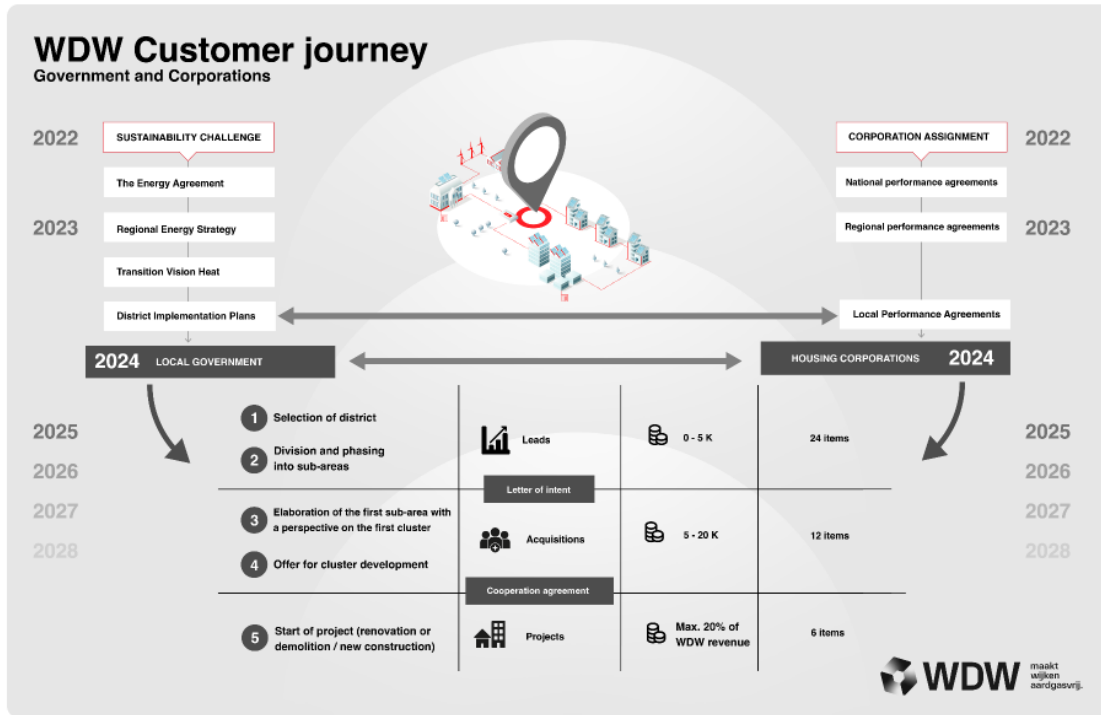 WDW Customer journey
Government and Corporations
2022
SUSTAINABILITY CHALLENGE
The Energy Agreement
2023
Regional Energy Strategy
Transition Vision Heat
District Implementation Plans
2024 LOCAL GOVERNMENT
CORPORATION ASSIGNMENT
2022
National performance agreements
Regional performance agreements
2023
Local Performance Agreements
HOUSING CORPORATIONS 2024
2025
2026
2027
2028
1 Selection of district
2 Division and phasing
into sub-areas
Leads
0 - 5 K
24 items
Letter of intent
3 Elaboration of the first sub-area with
a perspective on the first cluster
4 Offer for cluster development
Acquisitions
5 - 20 K
12 items
Cooperation agreement
5 Start of project (renovation or
demolition / new construction)
Projects
Max. 20% of
WDW revenue
6 items
2025
2026
2027
2028
WDW
maakt
wijken
aardgasvrij.